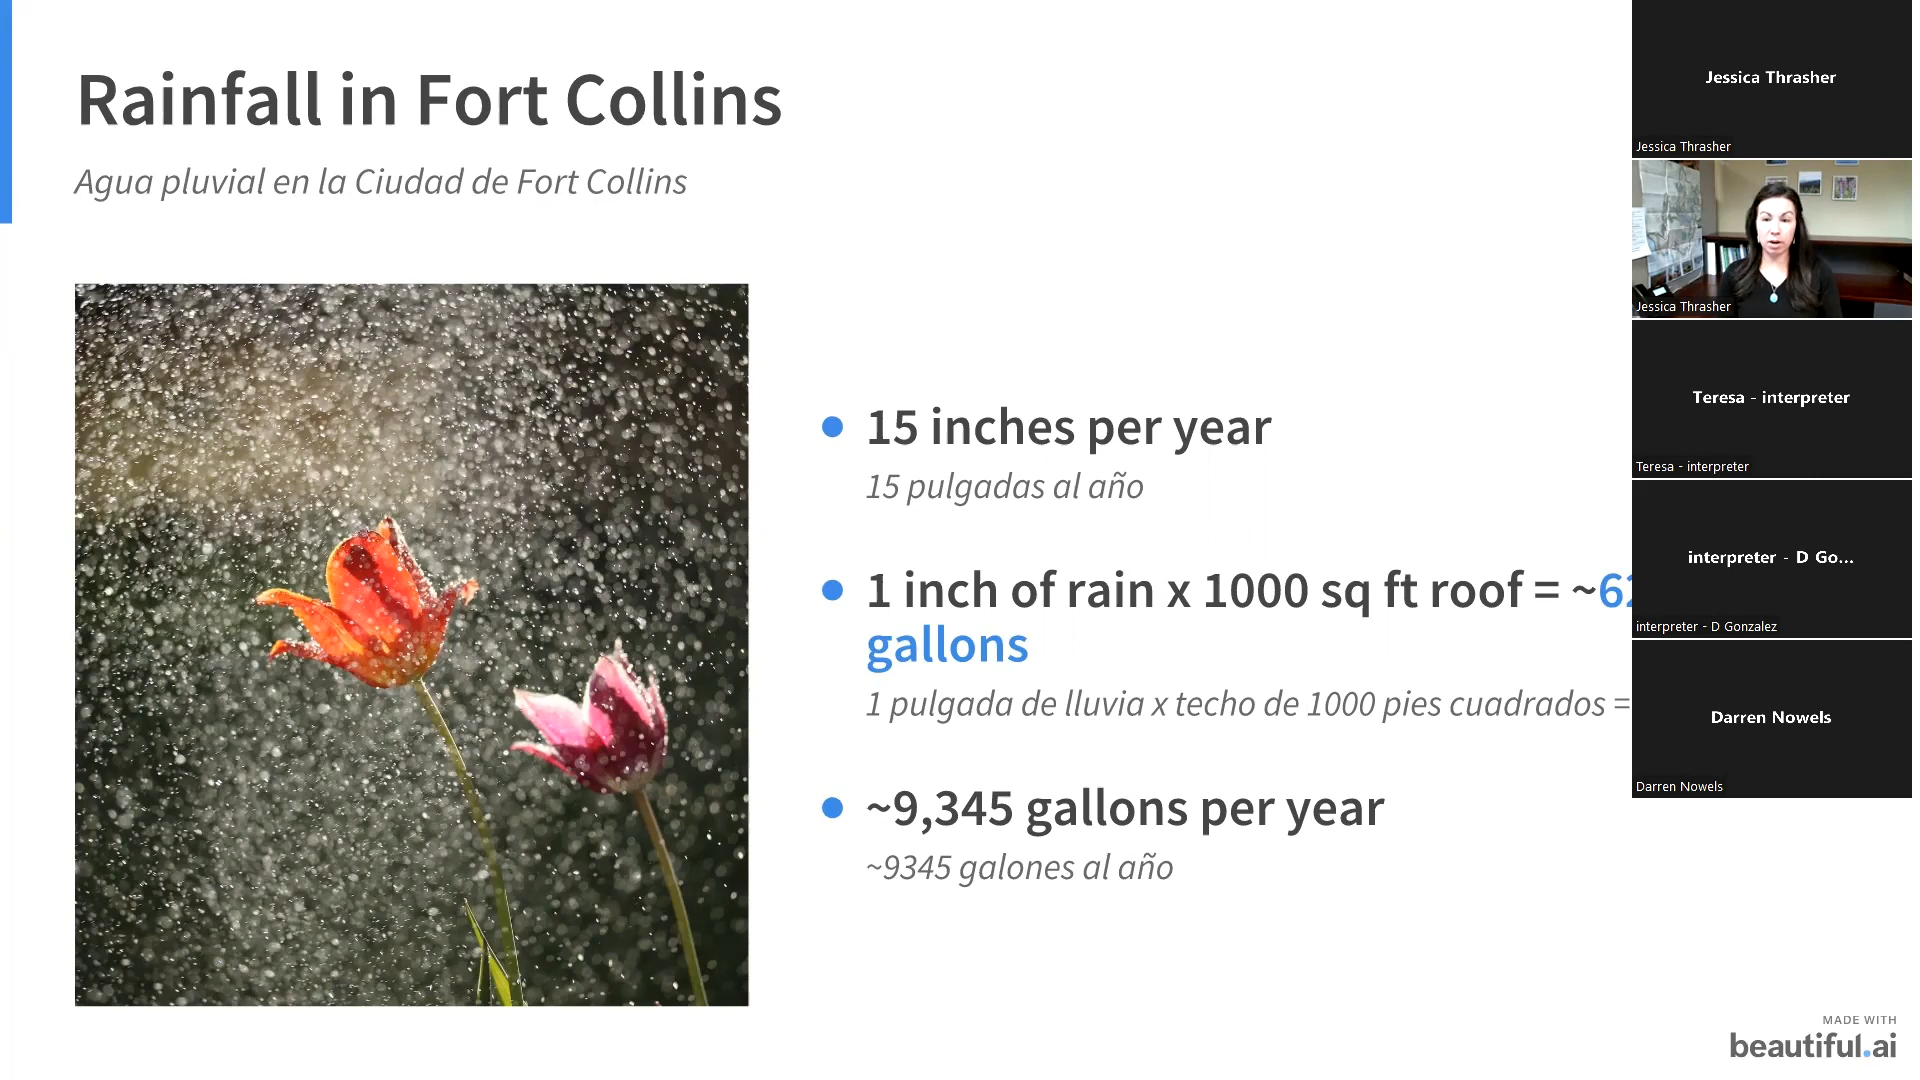 Rainfall in Fort Collins
Agua pluvial en la Ciudad de Fort Collins
15 inches per year
15 pulgadas al año
1 inch of rain x 1000 sq ft roof = ~
gallons
1 pulgada de lluvia x techo de 1000 pies cuadrados =
~9,345 gallons per year
~9345 galones al año
Jessica Thrasher
Jessica Thrasher
Jessica Thrasher
Teresa - interpreter
Teresa - interpreter
interpreter - D Go...
interpreter - D Gonzalez
Darren Nowels
Darren Nowels
MADE WITH
beautiful.ai